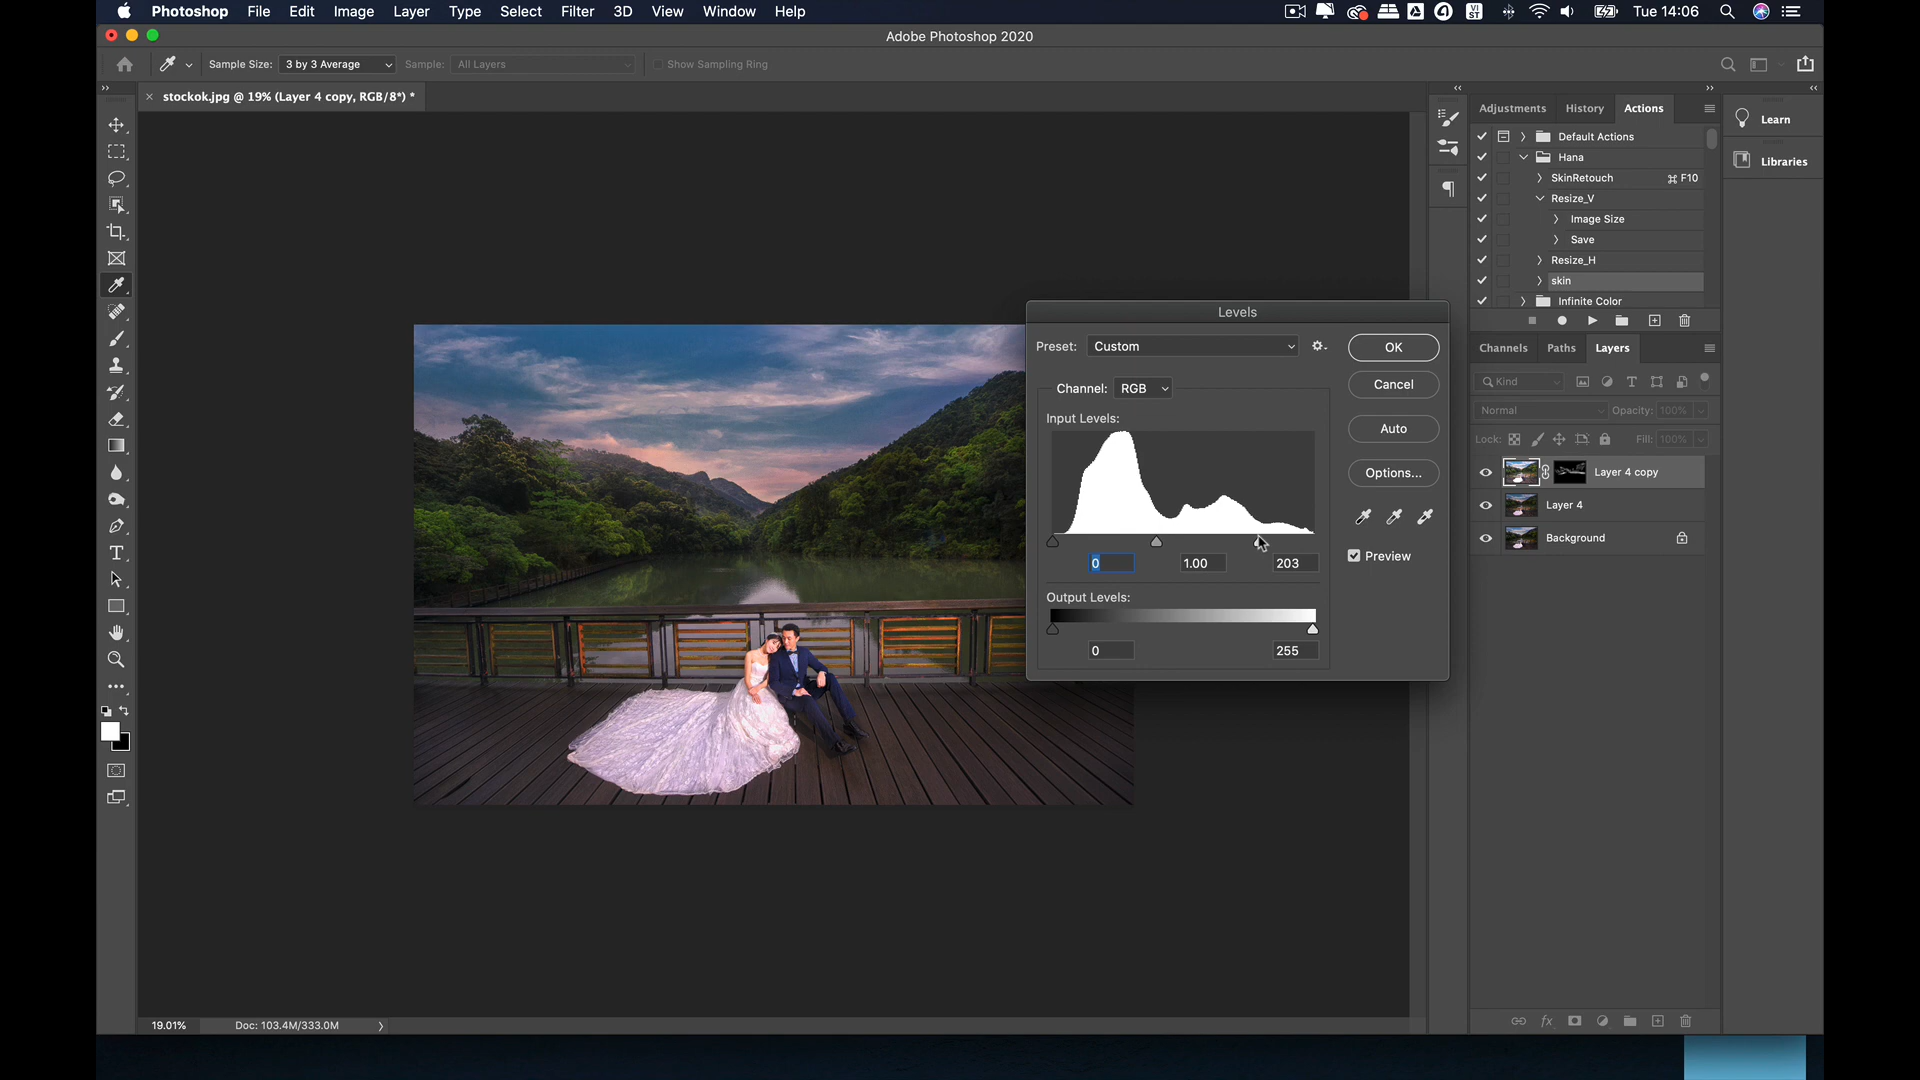 Photoshop File Edit Image Layer Type Select Filter 3D View Window Help VI ST Tue 14:06
Adobe Photoshop 2020
Sample Size: 3 by 3 Average Sample: All Layers Show Sampling Ring
stockok.jpg @ 19% (Layer 4 copy, RGB/8*) *
Adjustments History Actions
Learn
Libraries
Default Actions
Hana
SkinRetouch ⌘ F10
Resize_V
Image Size
Save
Resize_H
skin
Infinite Color
Levels
Preset: Custom
OK
Cancel
Auto
Options...
Preview
Channel: RGB
Input Levels:
0 1.00 203
Output Levels:
0 255
Channels Paths Layers
Kind
Normal Opacity: 100%
Lock: Fill: 100%
Layer 4 copy
Layer 4
Background
fx
19.01% Doc: 103.4M/333.0M